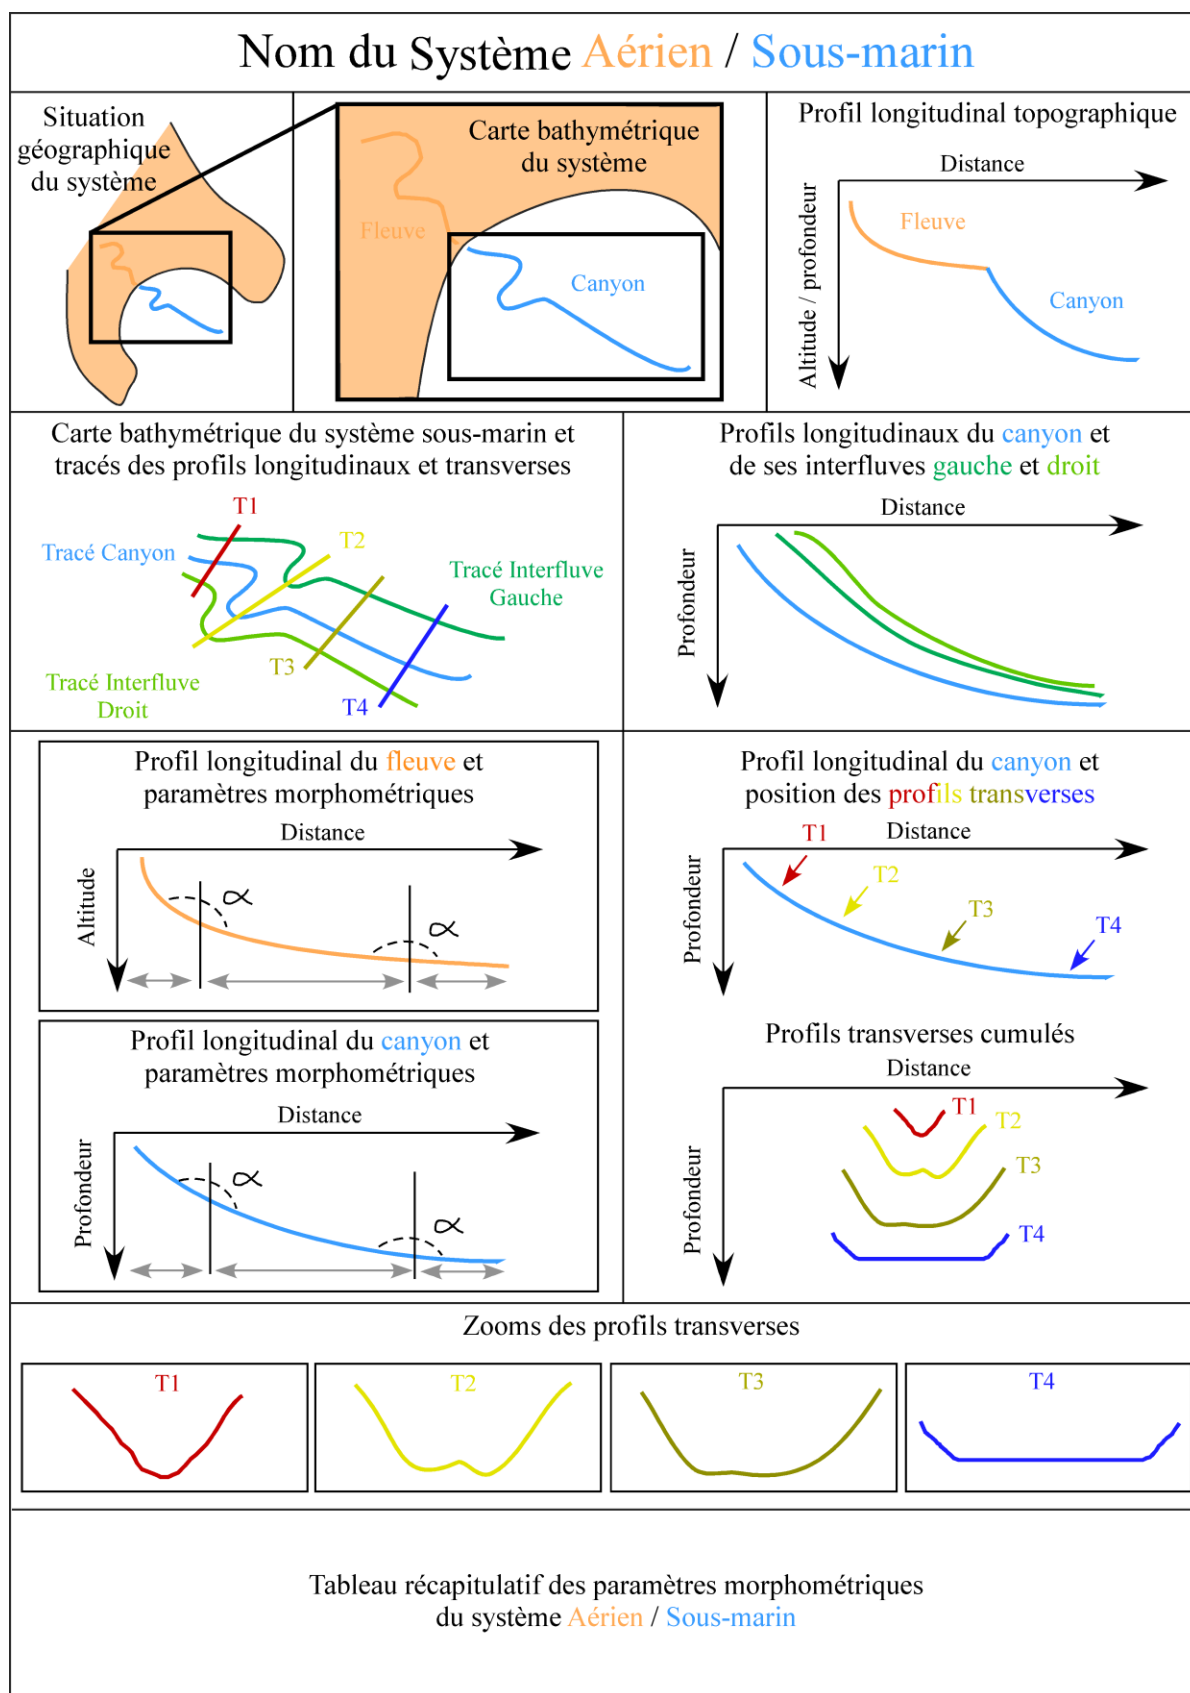 Nom du Système Aérien / Sous-marin
Situation
géographique
du système
Carte bathymétrique
du système
Fleuve
Canyon
Profil longitudinal topographique
Distance
Altitude / profondeur
Fleuve
Canyon
Carte bathymétrique du système sous-marin et
tracés des profils longitudinaux et transverses
T1
T2
Tracé Canyon
Tracé Interfluve
Gauche
T3
Tracé Interfluve
Droit
T4
Profils longitudinaux du canyon et
de ses interfluves gauche et droit
Distance
Profondeur
Profil longitudinal du fleuve et
paramètres morphométriques
Distance
Altitude
α
α
Profil longitudinal du canyon et
paramètres morphométriques
Distance
Profondeur
α
α
Profil longitudinal du canyon et
position des profils transverses
Distance
Profondeur
T1
T2
T3
T4
Profils transverses cumulés
Distance
Profondeur
T1
T2
T3
T4
Zooms des profils transverses
T1
T2
T3
T4
Tableau récapitulatif des paramètres morphométriques
du système Aérien / Sous-marin